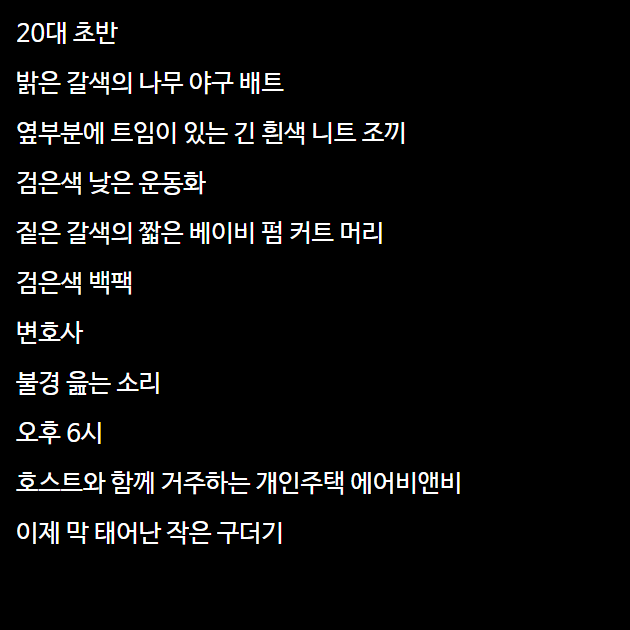 20대 초반
밝은 갈색의 나무 야구 배트
옆부분에 트임이 있는 긴 흰색 니트 조끼
검은색 낮은 운동화
짙은 갈색의 짧은 베이비 펌 커트 머리
검은색 백팩
변호사
불경 읊는 소리
오후 6시
호스트와 함께 거주하는 개인주택 에어비앤비
이제 막 태어난 작은 구더기